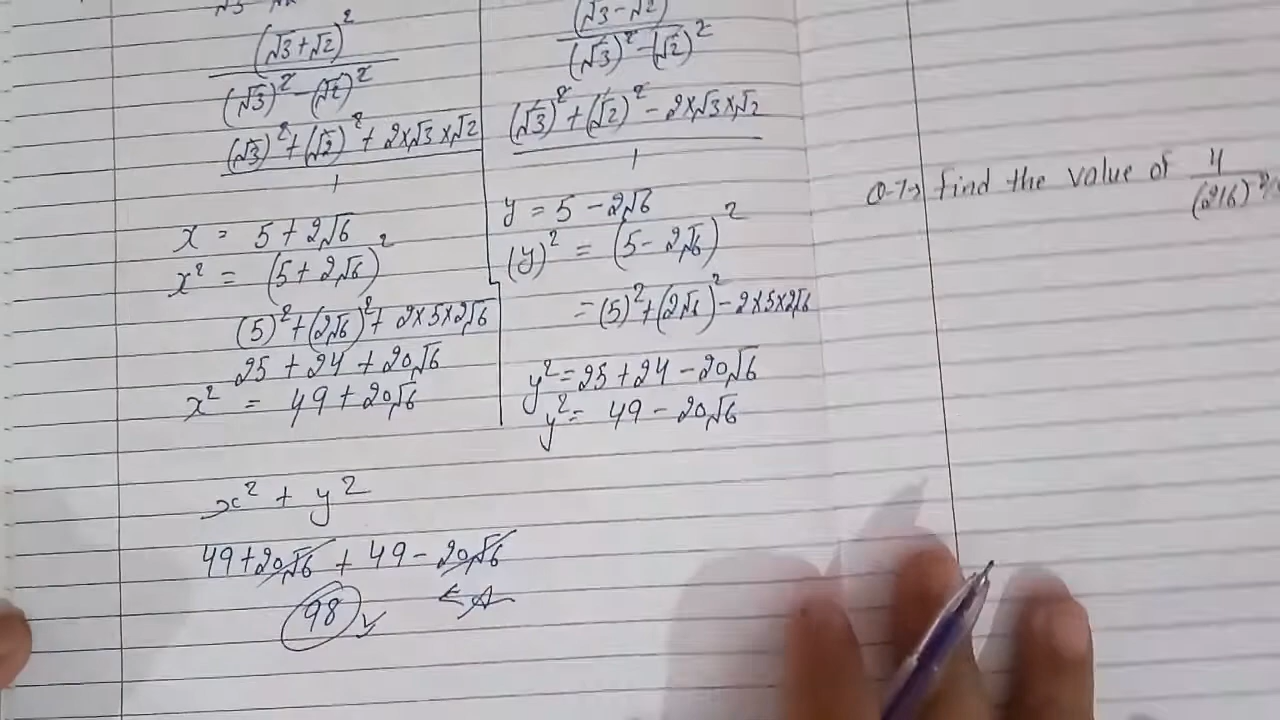 (√3+√2)²
(√3)²-(√2)²
(√3)²+(√2)²+2×√3×√2
1
x = 5+2√6
x² = (5+2√6)²
(5)²+(2√6)²+2×5×2√6
25+24+20√6
x² = 49+20√6
(√3-√2)²
(√3)²-(√2)²
(√3)²+(√2)²-2×√3×√2
1
y = 5-2√6
(y)² = (5-2√6)²
= (5)²+(2√6)²-2×5×2√6
y²=25+24-20√6
y²= 49-20√6
x² + y²
49+20√6 + 49-20√6
98
Q-7→ find the value of 4
(216)